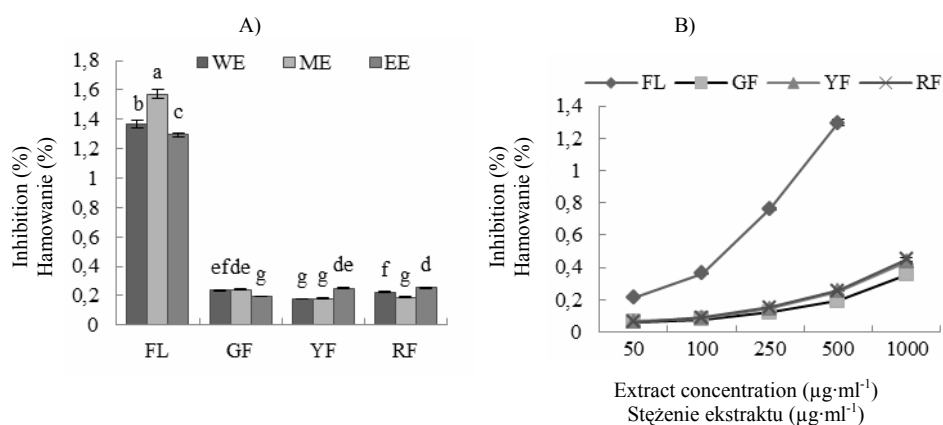 A)
Inhibition (%)
Hamowanie (%)
1,8
1,6
1,4
1,2
1
0,8
0,6
0,4
0,2
0
WE ME EE
b a c
ef de g
g g de
f g d
FL GF YF RF
B)
FL GF YF RF
Inhibition (%)
Hamowanie (%)
1,4
1,2
1
0,8
0,6
0,4
0,2
0
50 100 250 500 1000
Extract concentration (µg·ml⁻¹)
Stężenie ekstraktu (µg·ml⁻¹)